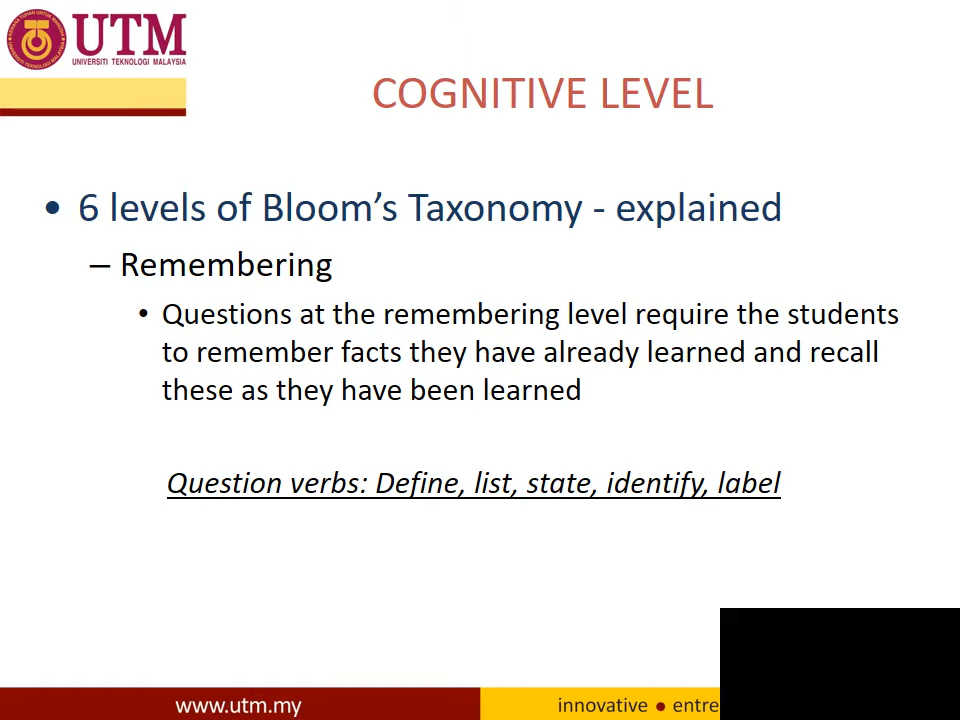 UTM
UNIVERSITI TEKNOLOGI MALAYSIA
COGNITIVE LEVEL
• 6 levels of Bloom’s Taxonomy - explained
– Remembering
• Questions at the remembering level require the students
to remember facts they have already learned and recall
these as they have been learned
Question verbs: Define, list, state, identify, label
www.utm.my
innovative ● entre